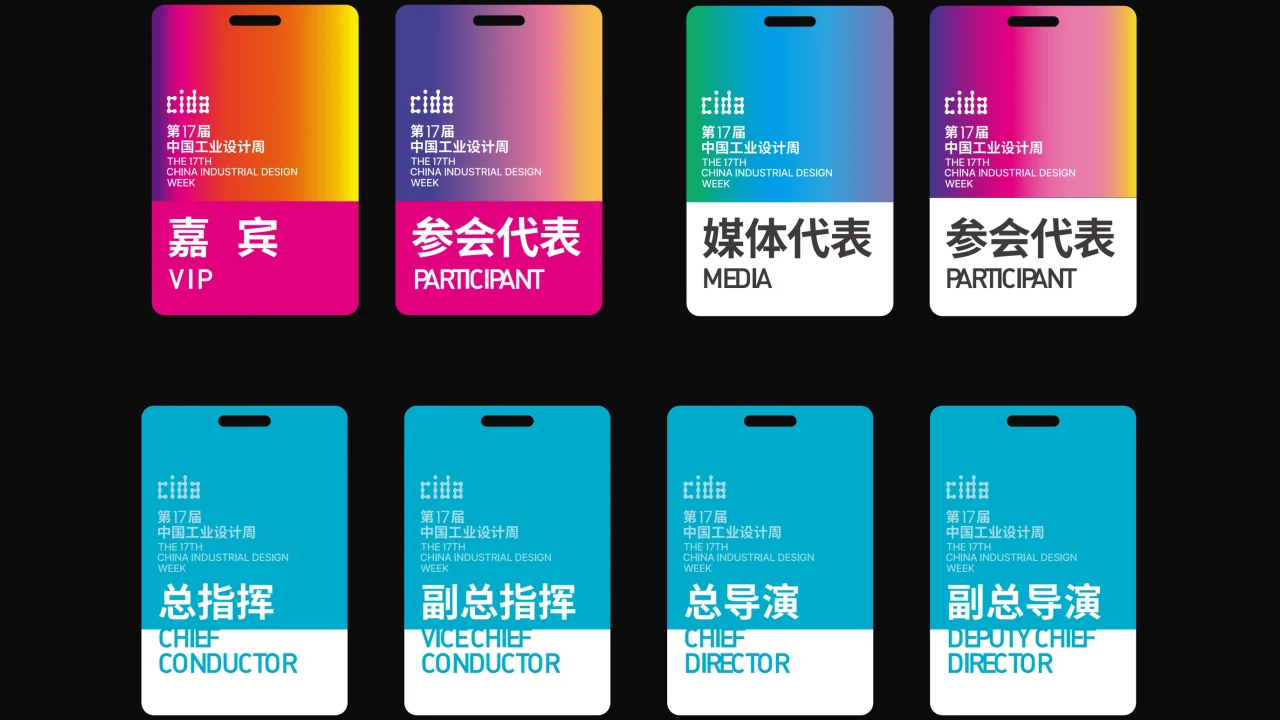 cida
第17届
中国工业设计周
THE 17TH
CHINA INDUSTRIAL DESIGN
WEEK
嘉 宾
VIP
cida
第17届
中国工业设计周
THE 17TH
CHINA INDUSTRIAL DESIGN
WEEK
参会代表
PARTICIPANT
cida
第17届
中国工业设计周
THE 17TH
CHINA INDUSTRIAL DESIGN
WEEK
媒体代表
MEDIA
cida
第17届
中国工业设计周
THE 17TH
CHINA INDUSTRIAL DESIGN
WEEK
参会代表
PARTICIPANT
cida
第17届
中国工业设计周
THE 17TH
CHINA INDUSTRIAL DESIGN
WEEK
总指挥
CHIEF
CONDUCTOR
cida
第17届
中国工业设计周
THE 17TH
CHINA INDUSTRIAL DESIGN
WEEK
副总指挥
VICE CHIEF
CONDUCTOR
cida
第17届
中国工业设计周
THE 17TH
CHINA INDUSTRIAL DESIGN
WEEK
总导演
CHIEF
DIRECTOR
cida
第17届
中国工业设计周
THE 17TH
CHINA INDUSTRIAL DESIGN
WEEK
副总导演
DEPUTY CHIEF
DIRECTOR